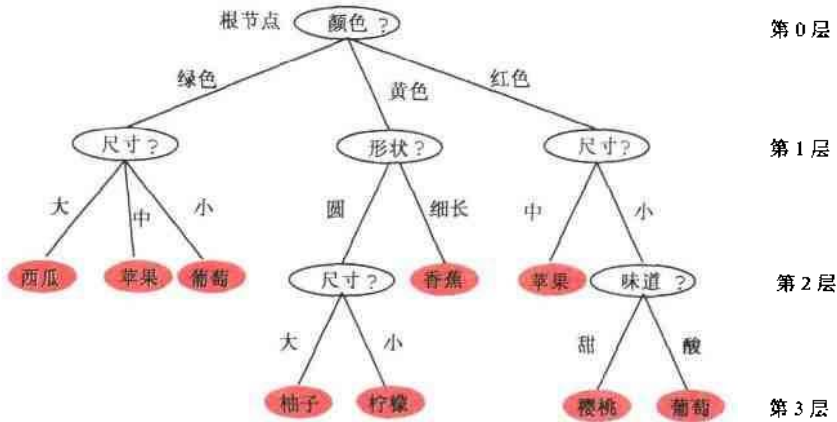 根节点 颜色? 第0层
绿色 黄色 红色
尺寸? 形状? 尺寸? 第1层
大 中 小 圆 细长 中 小
西瓜 苹果 葡萄 尺寸? 香蕉 苹果 味道? 第2层
大 小 甜 酸
柚子 柠檬 樱桃 葡萄 第3层